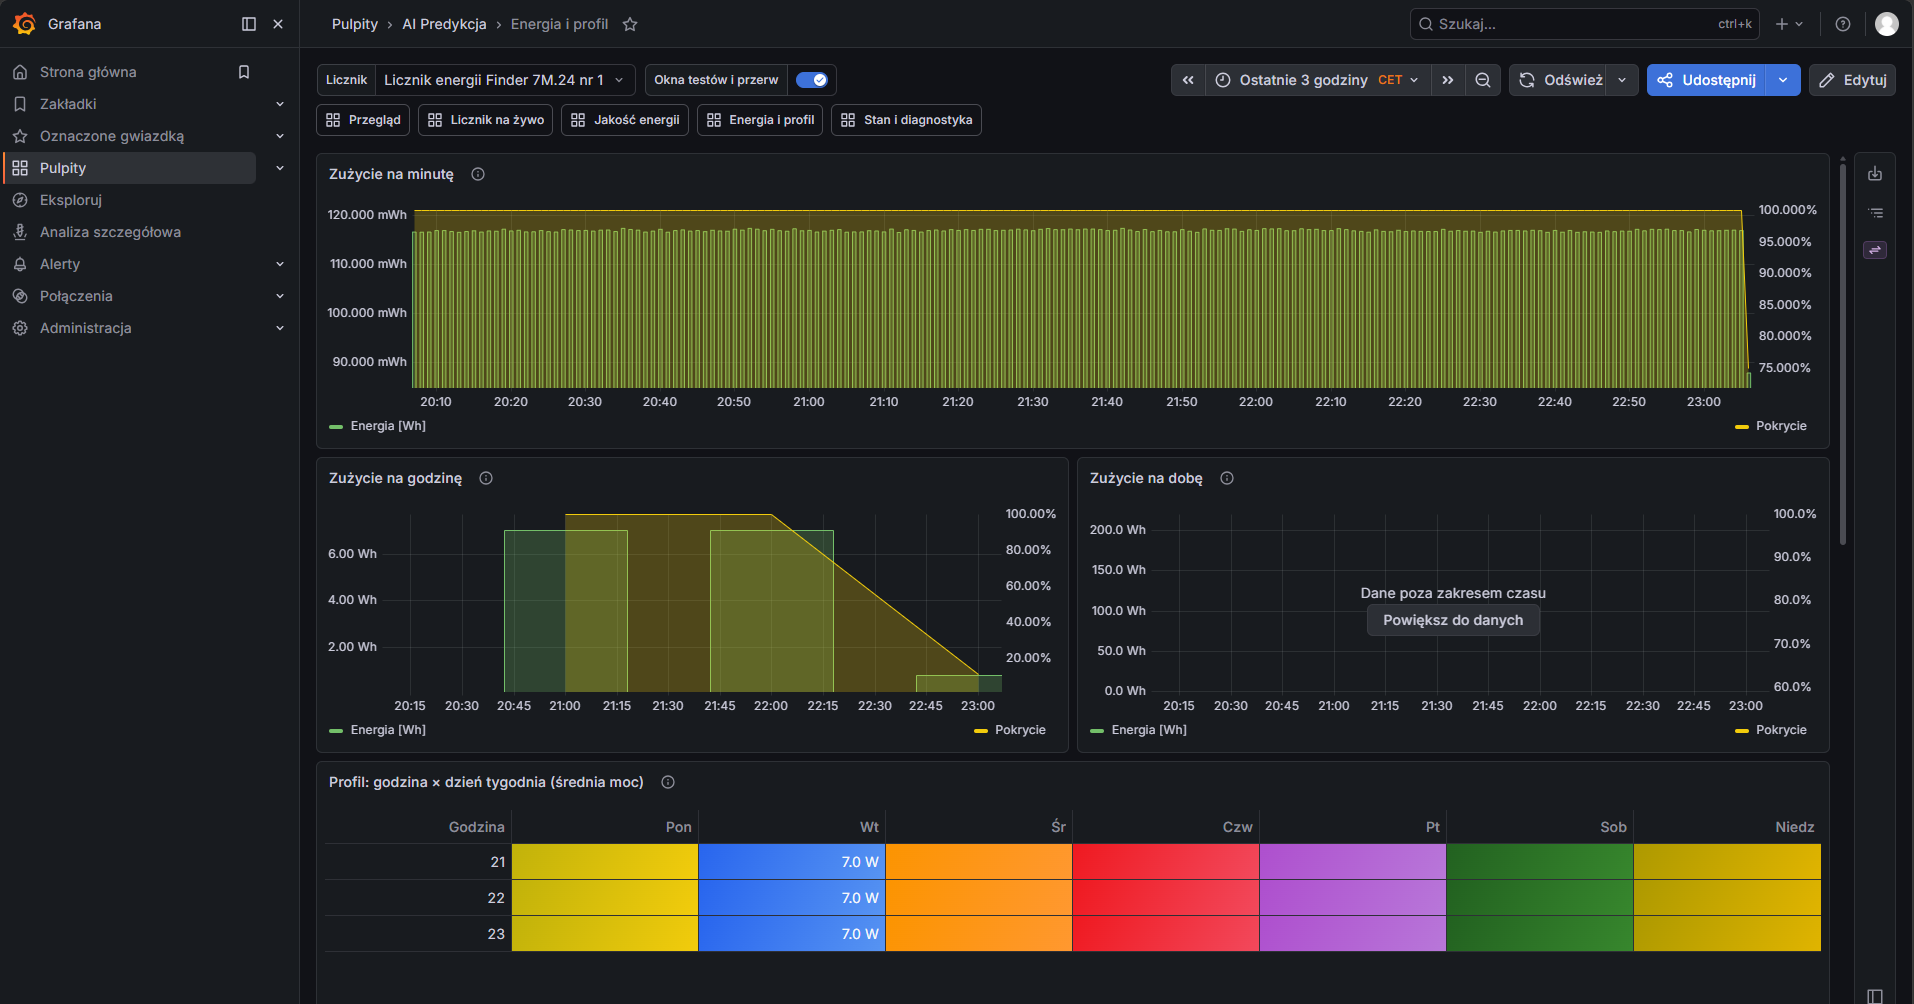 Grafana
Pulpity › AI Predykcja › Energia i profil
Szukaj... ctrl+k
Strona główna
Zakładki
Oznaczone gwiazdką
Pulpity
Eksploruj
Analiza szczegółowa
Alerty
Połączenia
Administracja
Licznik Licznik energii Finder 7M.24 nr 1 Okna testów i przerw
Ostatnie 3 godziny CET Odśwież Udostępnij Edytuj
Przegląd Licznik na żywo Jakość energii Energia i profil Stan i diagnostyka
Zużycie na minutę
120.000 mWh
110.000 mWh
100.000 mWh
90.000 mWh
100.000%
95.000%
90.000%
85.000%
80.000%
75.000%
20:10 20:20 20:30 20:40 20:50 21:00 21:10 21:20 21:30 21:40 21:50 22:00 22:10 22:20 22:30 22:40 22:50 23:00
Energia [Wh] Pokrycie
Zużycie na godzinę
6.00 Wh
4.00 Wh
2.00 Wh
100.00%
80.00%
60.00%
40.00%
20.00%
20:15 20:30 20:45 21:00 21:15 21:30 21:45 22:00 22:15 22:30 22:45 23:00
Energia [Wh] Pokrycie
Zużycie na dobę
200.0 Wh
150.0 Wh
100.0 Wh
50.0 Wh
0.0 Wh
Dane poza zakresem czasu
Powiększ do danych
100.0%
90.0%
80.0%
70.0%
60.0%
20:15 20:30 20:45 21:00 21:15 21:30 21:45 22:00 22:15 22:30 22:45 23:00
Energia [Wh] Pokrycie
Profil: godzina × dzień tygodnia (średnia moc)
Godzina Pon Wt Śr Czw Pt Sob Niedz
21 7.0 W
22 7.0 W
23 7.0 W